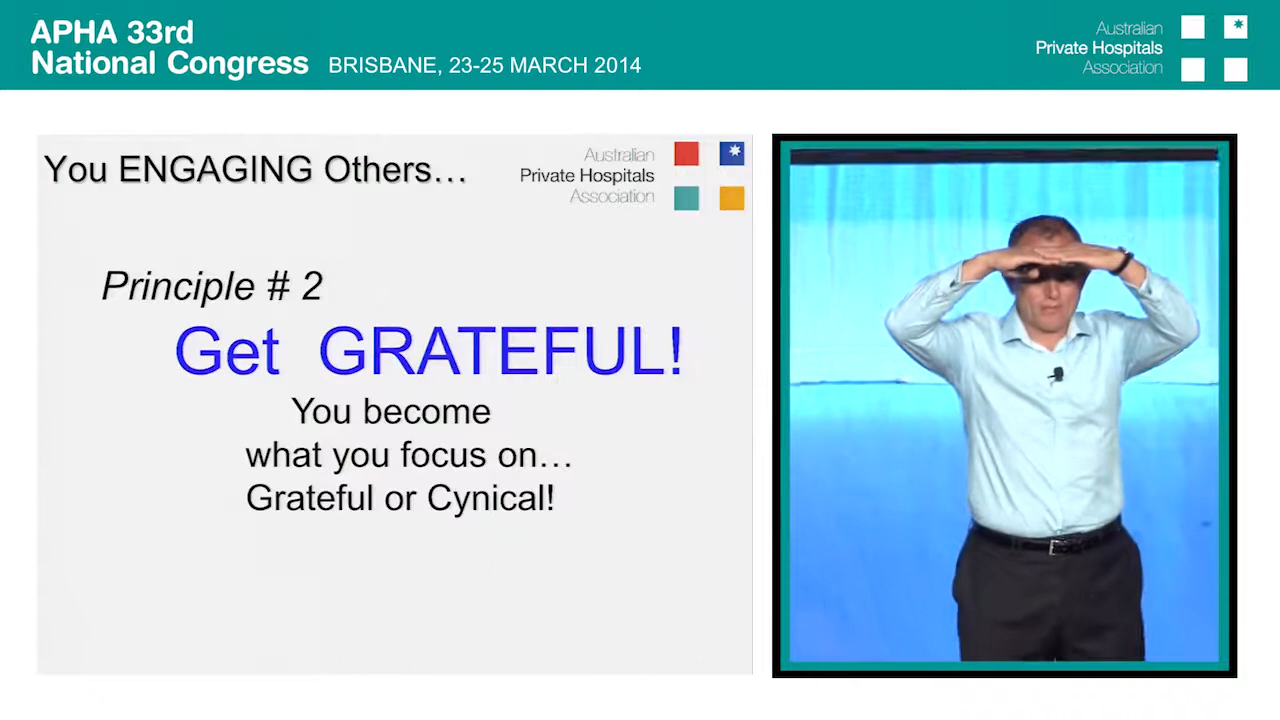 APHA 33rd
National Congress BRISBANE, 23-25 MARCH 2014
Australian
Private Hospitals
Association
You ENGAGING Others…
Australian
Private Hospitals
Association
Principle # 2
Get GRATEFUL!
You become
what you focus on…
Grateful or Cynical!